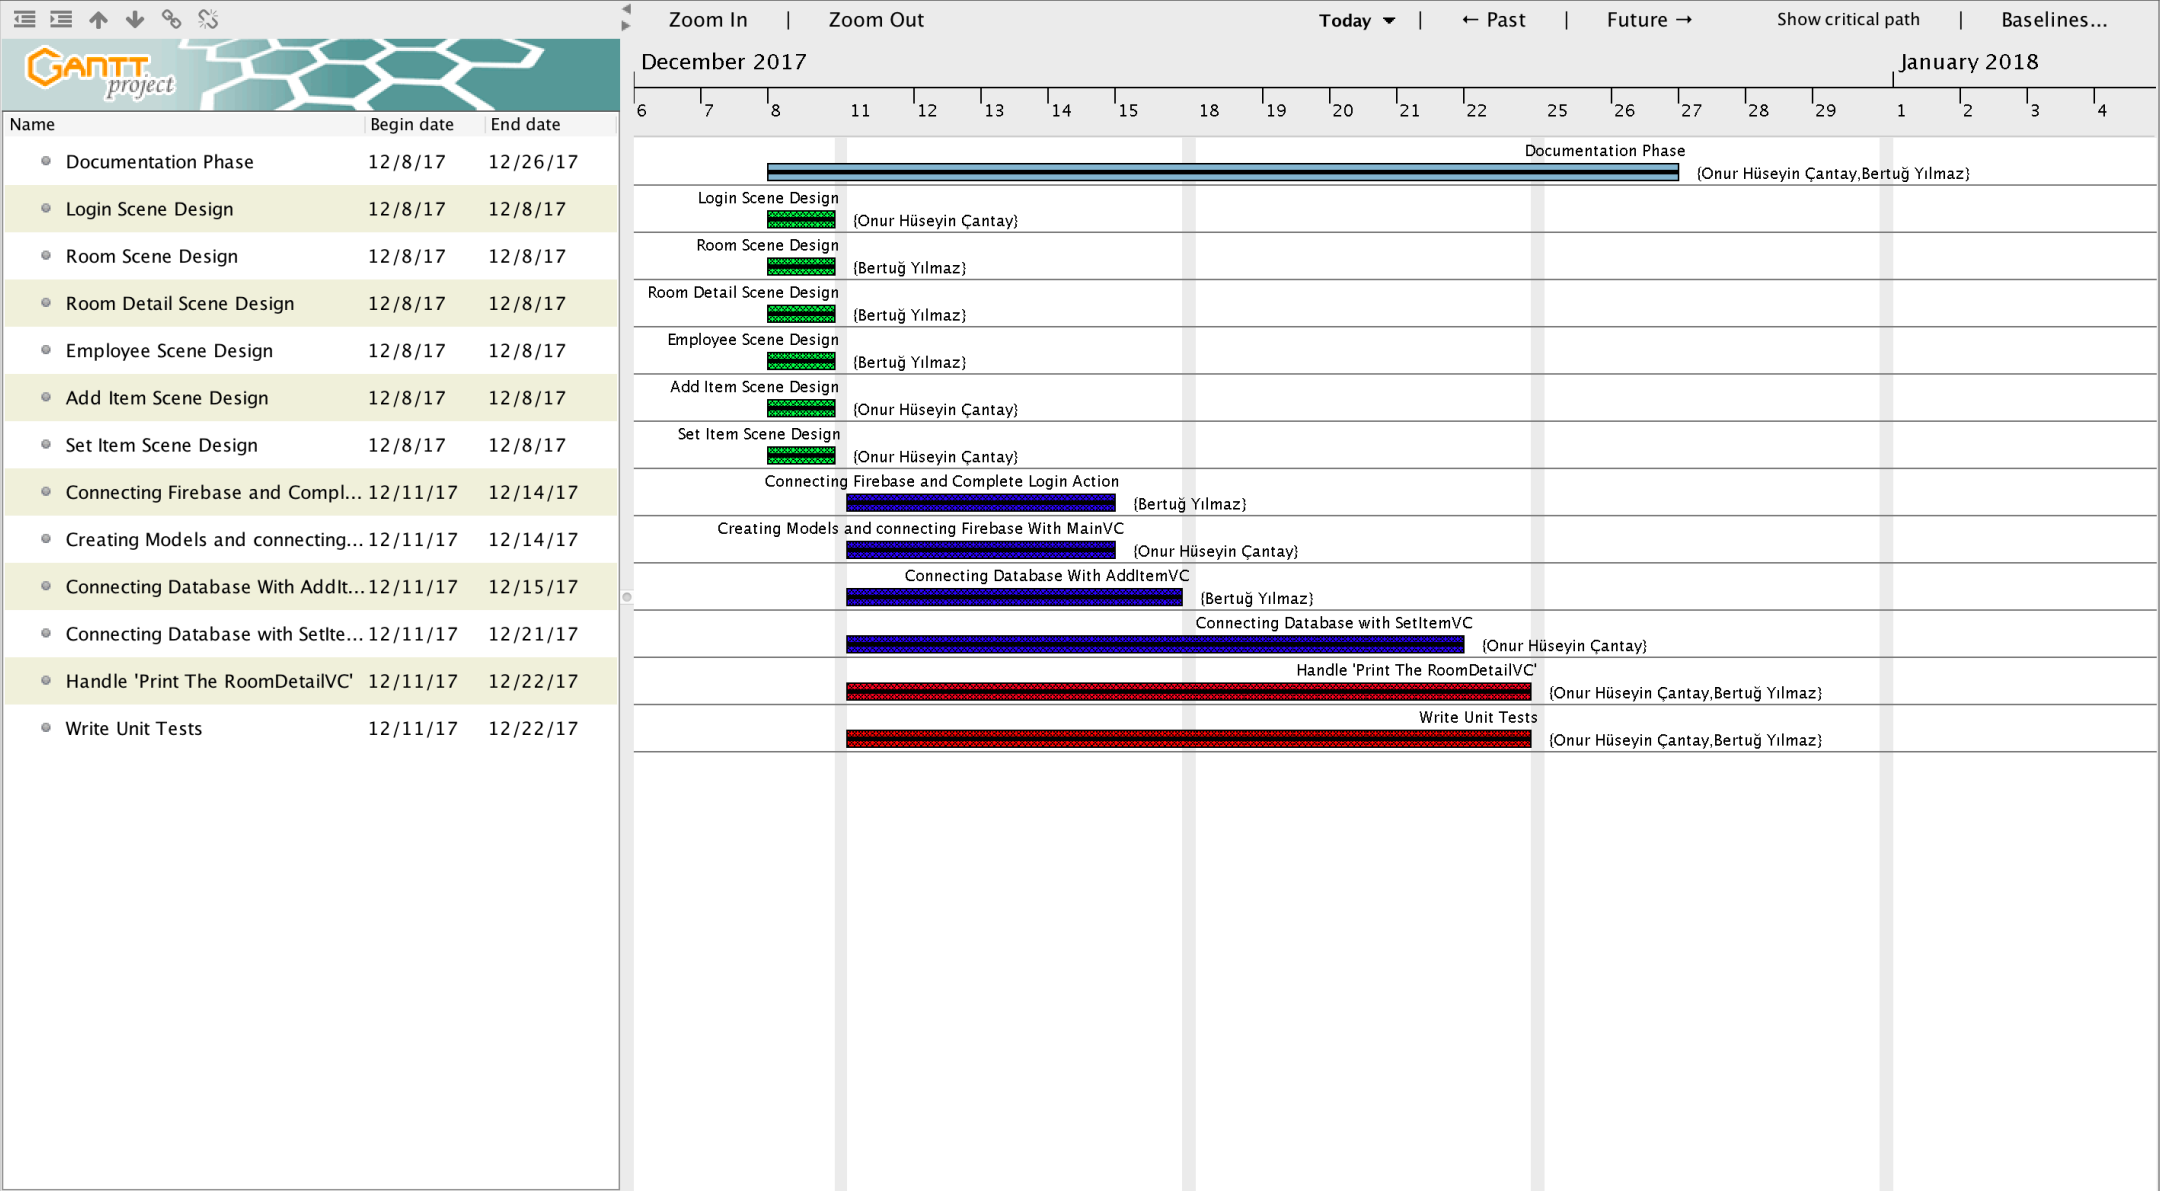 Zoom In | Zoom Out Today | ← Past | Future → Show critical path | Baselines...
GANTT project
December 2017 January 2018
6 7 8 11 12 13 14 15 18 19 20 21 22 25 26 27 28 29 1 2 3 4
Name Begin date End date
Documentation Phase 12/8/17 12/26/17
Login Scene Design 12/8/17 12/8/17
Room Scene Design 12/8/17 12/8/17
Room Detail Scene Design 12/8/17 12/8/17
Employee Scene Design 12/8/17 12/8/17
Add Item Scene Design 12/8/17 12/8/17
Set Item Scene Design 12/8/17 12/8/17
Connecting Firebase and Compl... 12/11/17 12/14/17
Creating Models and connecting... 12/11/17 12/14/17
Connecting Database With AddIt... 12/11/17 12/15/17
Connecting Database with SetIte... 12/11/17 12/21/17
Handle 'Print The RoomDetailVC' 12/11/17 12/22/17
Write Unit Tests 12/11/17 12/22/17
Documentation Phase
{Onur Hüseyin Çantay,Bertuğ Yılmaz}
Login Scene Design
{Onur Hüseyin Çantay}
Room Scene Design
{Bertuğ Yılmaz}
Room Detail Scene Design
{Bertuğ Yılmaz}
Employee Scene Design
{Bertuğ Yılmaz}
Add Item Scene Design
{Onur Hüseyin Çantay}
Set Item Scene Design
{Onur Hüseyin Çantay}
Connecting Firebase and Complete Login Action
{Bertuğ Yılmaz}
Creating Models and connecting Firebase With MainVC
{Onur Hüseyin Çantay}
Connecting Database With AddItemVC
{Bertuğ Yılmaz}
Connecting Database with SetItemVC
{Onur Hüseyin Çantay}
Handle 'Print The RoomDetailVC'
{Onur Hüseyin Çantay,Bertuğ Yılmaz}
Write Unit Tests
{Onur Hüseyin Çantay,Bertuğ Yılmaz}